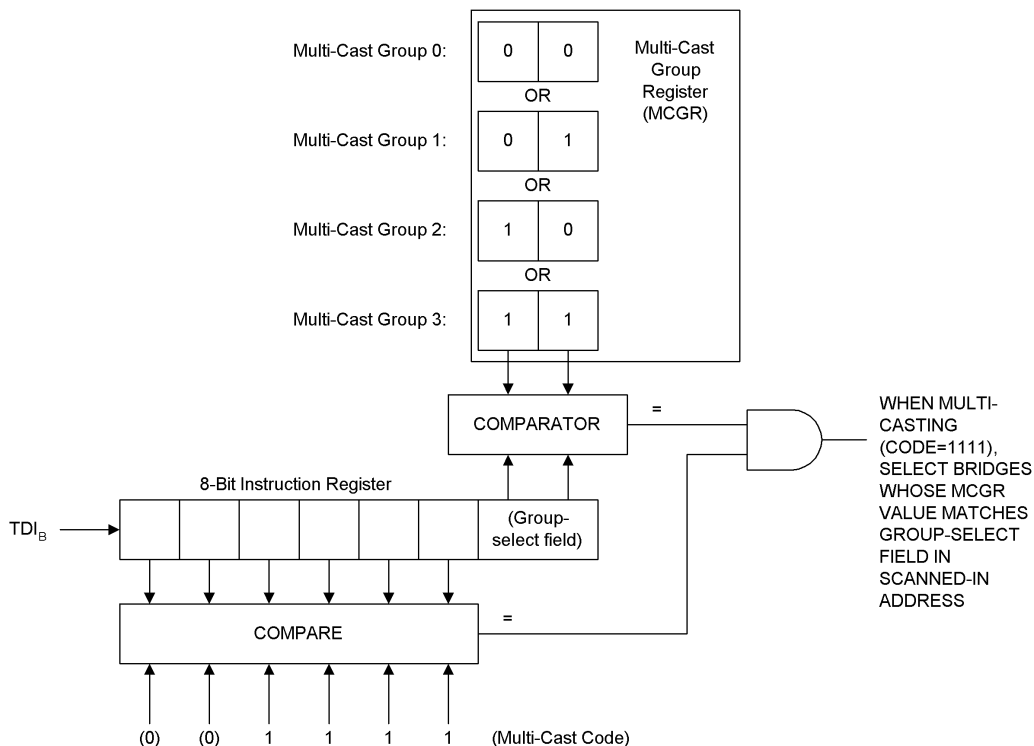 Multi-Cast Group 0:
0 0
Multi-Cast
Group
Register
(MCGR)
OR
Multi-Cast Group 1:
0 1
OR
Multi-Cast Group 2:
1 0
OR
Multi-Cast Group 3:
1 1
COMPARATOR
=
WHEN MULTI-
CASTING
(CODE=1111),
SELECT BRIDGES
WHOSE MCGR
VALUE MATCHES
GROUP-SELECT
FIELD IN
SCANNED-IN
ADDRESS
8-Bit Instruction Register
TDIB
(Group-
select field)
COMPARE
=
(0) (0) 1 1 1 1 (Multi-Cast Code)